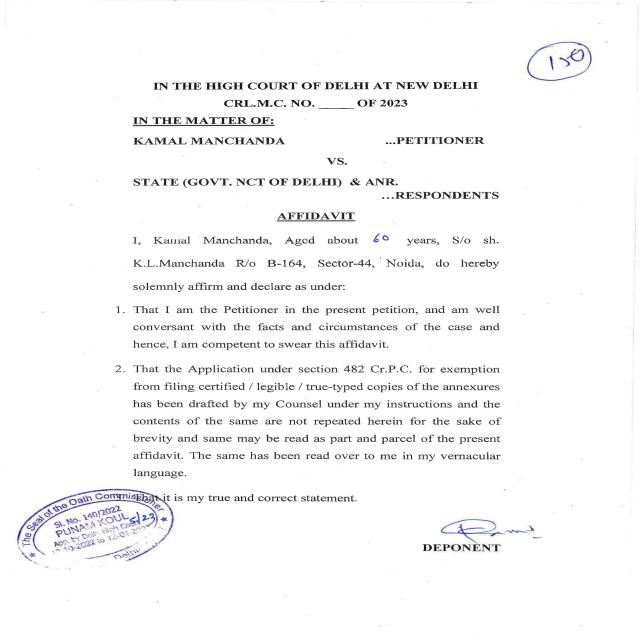 150
IN THE HIGH COURT OF DELHI AT NEW DELHI
CRL.M.C. NO. _____ OF 2023
IN THE MATTER OF:
KAMAL MANCHANDA ...PETITIONER
VS.
STATE (GOVT. NCT OF DELHI) & ANR.
...RESPONDENTS
AFFIDAVIT
I, Kamal Manchanda, Aged about 60 years, S/o sh.
K.L.Manchanda R/o B-164, Sector-44, Noida, do hereby
solemnly affirm and declare as under:
1. That I am the Petitioner in the present petition, and am well
conversant with the facts and circumstances of the case and
hence, I am competent to swear this affidavit.
2. That the Application under section 482 Cr.P.C. for exemption
from filing certified / legible / true-typed copies of the annexures
has been drafted by my Counsel under my instructions and the
contents of the same are not repeated herein for the sake of
brevity and same may be read as part and parcel of the present
affidavit. The same has been read over to me in my vernacular
language.
That it is my true and correct statement.
The Seal of the Oath Commissioner
Sl. No. 140/2022
PUNAM KOUL
App. by Delhi High Court
Delhi
DEPONENT